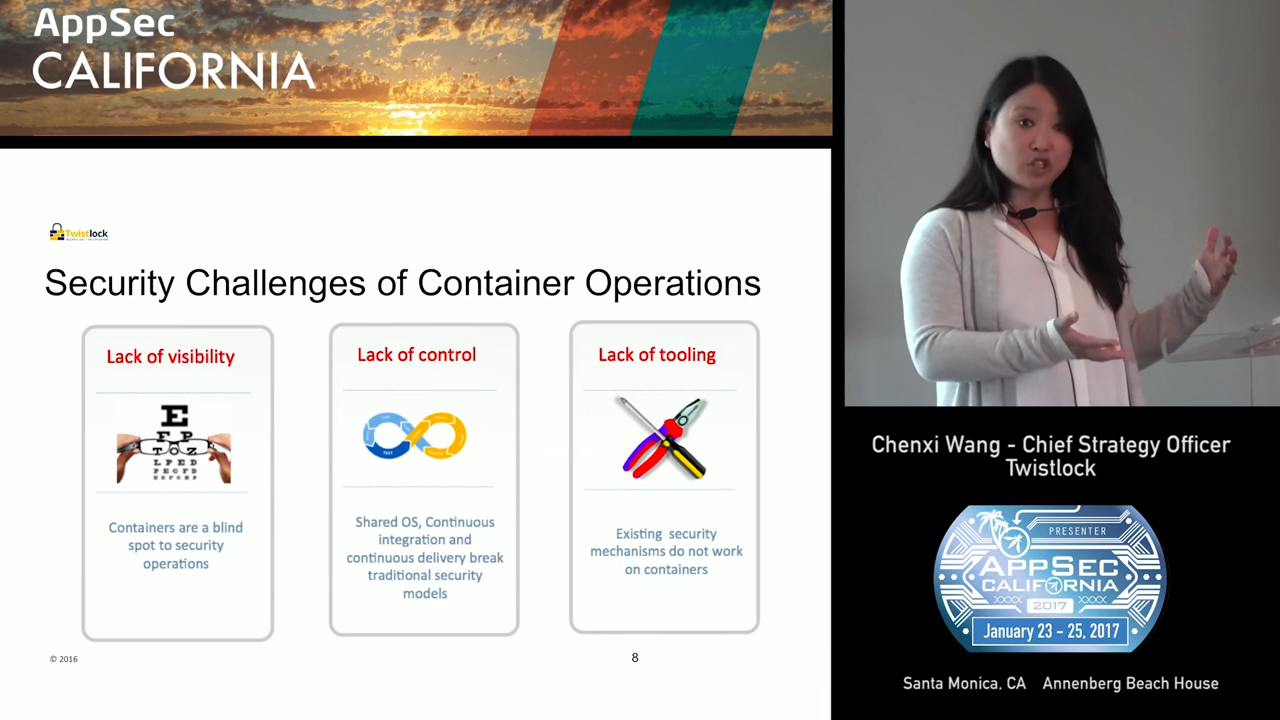 AppSec
CALIFORNIA
Twistlock
Security Challenges of Container Operations
Lack of visibility
E
F P
T O Z
L P E D
P E C F D
Containers are a blind
spot to security
operations
Lack of control
TEST
Shared OS, Continuous
integration and
continuous delivery break
traditional security
models
Lack of tooling
Existing security
mechanisms do not work
on containers
© 2016
8
Chenxi Wang - Chief Strategy Officer
Twistlock
PRESENTER
APPSEC
CALIFORNIA
2017
January 23 - 25, 2017
Santa Monica, CA Annenberg Beach House